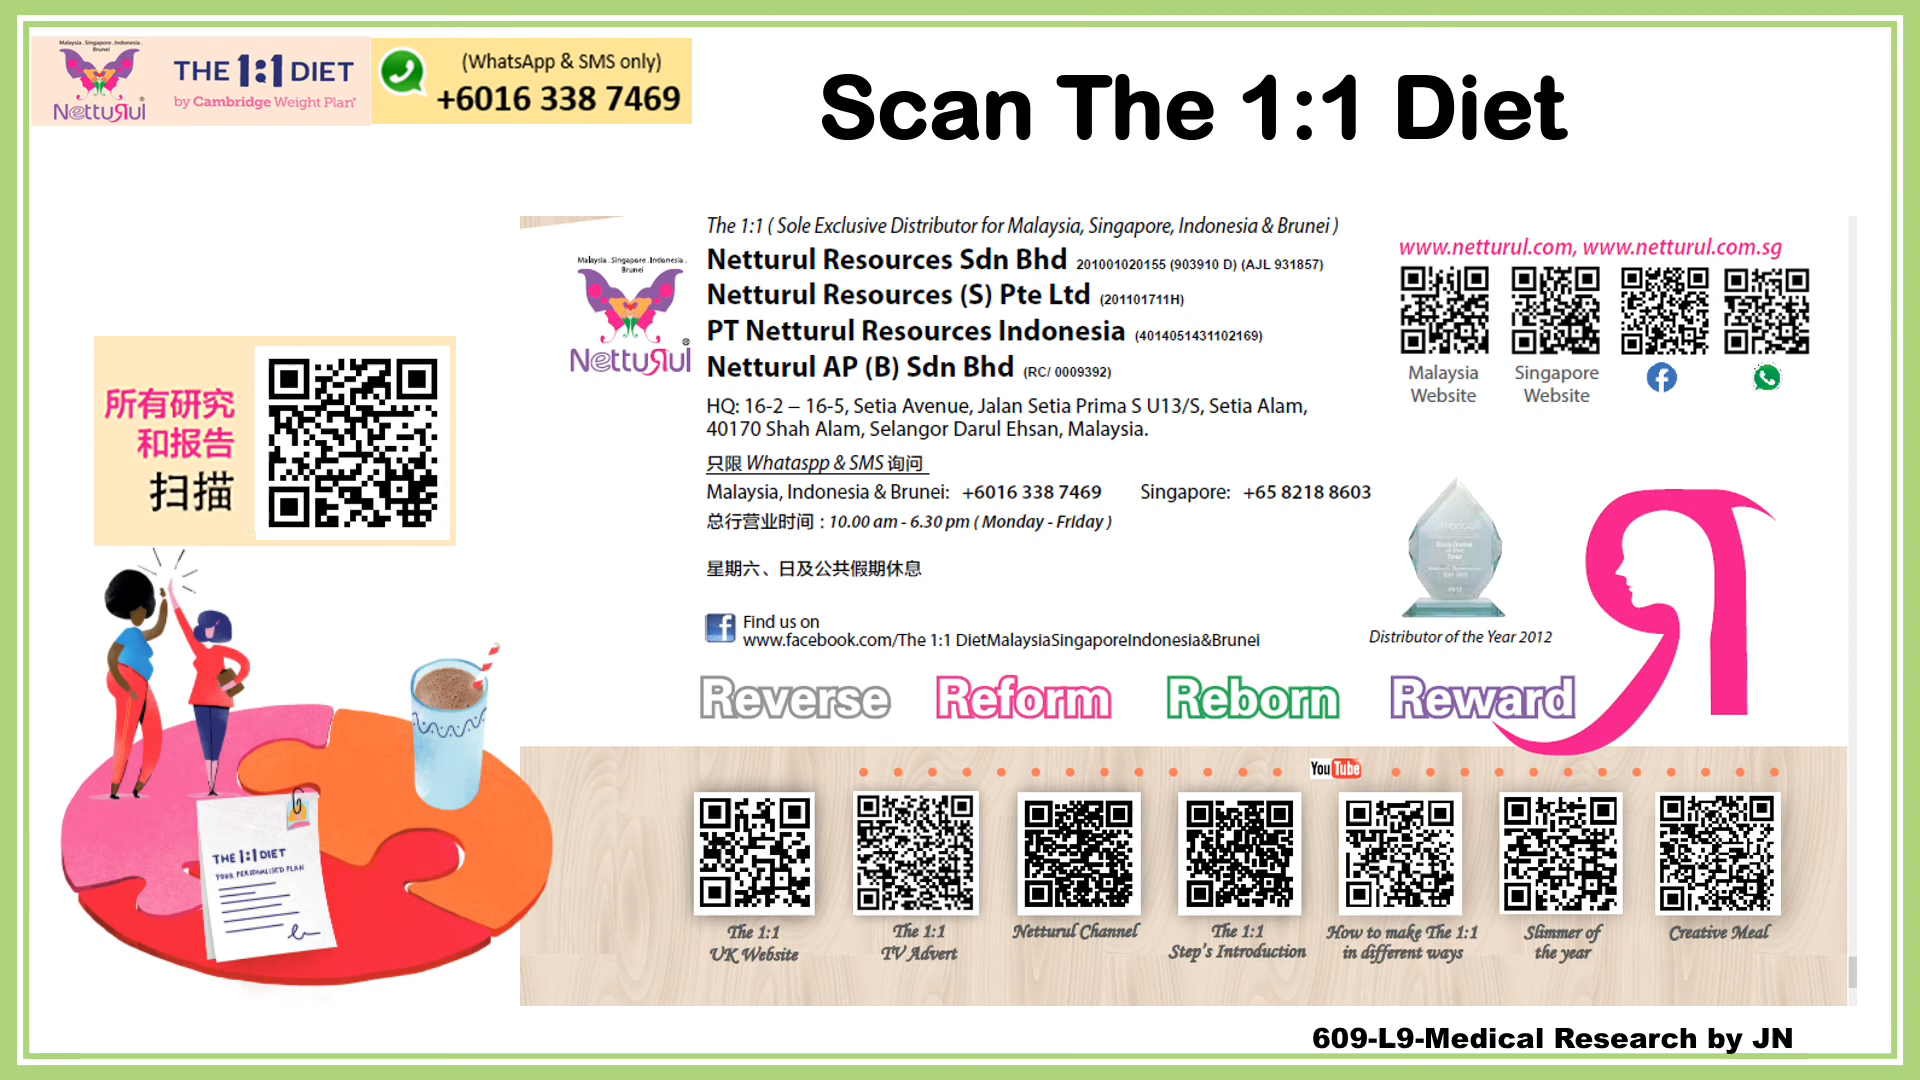 Malaysia . Singapore . Indonesia .
Brunei
Netturul
THE 1:1 DIET
by Cambridge Weight Plan®
(WhatsApp & SMS only)
+6016 338 7469
Scan The 1:1 Diet
所有研究
和报告
扫描
THE 1:1 DIET
YOUR PERSONALISED PLAN
Malaysia . Singapore . Indonesia .
Brunei
Netturul®
The 1:1 ( Sole Exclusive Distributor for Malaysia, Singapore, Indonesia & Brunei )
Netturul Resources Sdn Bhd 201001020155 (903910 D) (AJL 931857)
Netturul Resources (S) Pte Ltd (201101711H)
PT Netturul Resources Indonesia (4014051431102169)
Netturul AP (B) Sdn Bhd (RC/ 0009392)
HQ: 16-2 – 16-5, Setia Avenue, Jalan Setia Prima S U13/S, Setia Alam,
40170 Shah Alam, Selangor Darul Ehsan, Malaysia.
只限 Whataspp & SMS 询问
Malaysia, Indonesia & Brunei: +6016 338 7469 Singapore: +65 8218 8603
总行营业时间 : 10.00 am - 6.30 pm ( Monday - Friday )
星期六、日及公共假期休息
Find us on
www.facebook.com/The 1:1 DietMalaysiaSingaporeIndonesia&Brunei
www.netturul.com, www.netturul.com.sg
Malaysia
Website
Singapore
Website
Distributor of the Year 2012
Reverse Reform Reborn Reward
YouTube
The 1:1
UK Website
The 1:1
TV Advert
Netturul Channel
The 1:1
Step's Introduction
How to make The 1:1
in different ways
Slimmer of
the year
Creative Meal
609-L9-Medical Research by JN